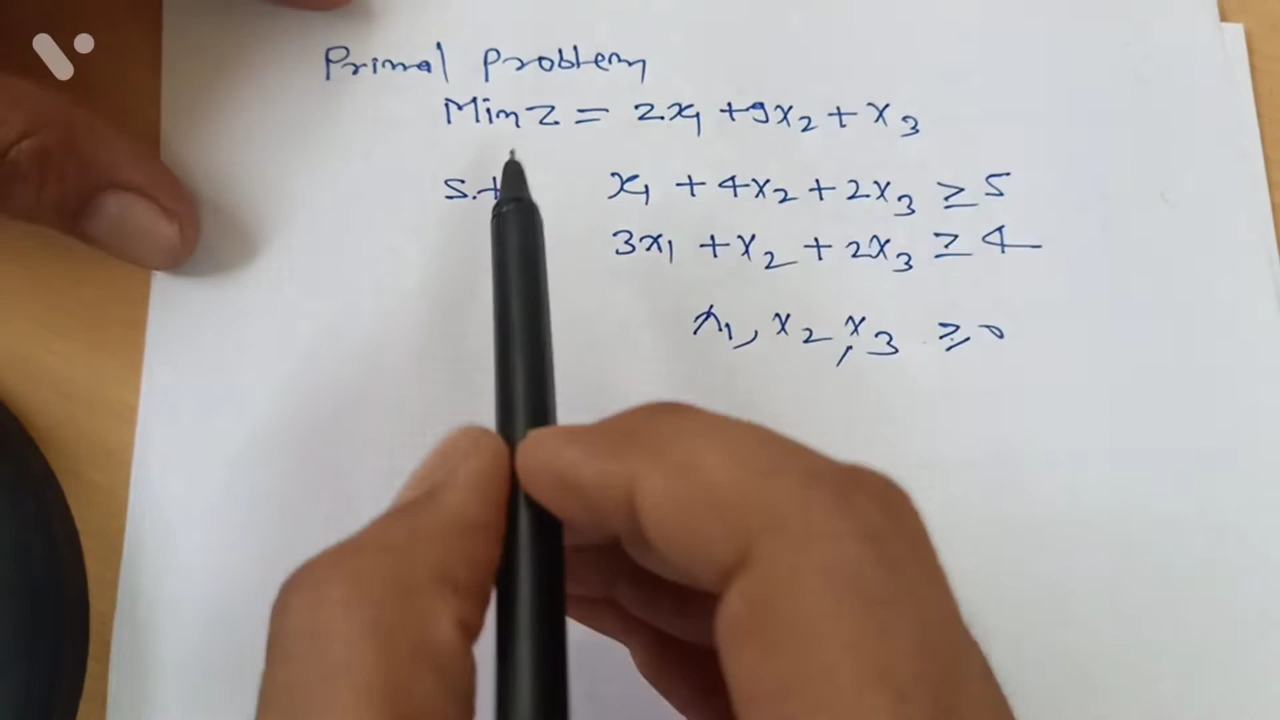 Primal Problem
Min Z = 2x₁ + 9x₂ + x₃
S.t x₁ + 4x₂ + 2x₃ ≥ 5
3x₁ + x₂ + 2x₃ ≥ 4
x₁, x₂, x₃ ≥ 0